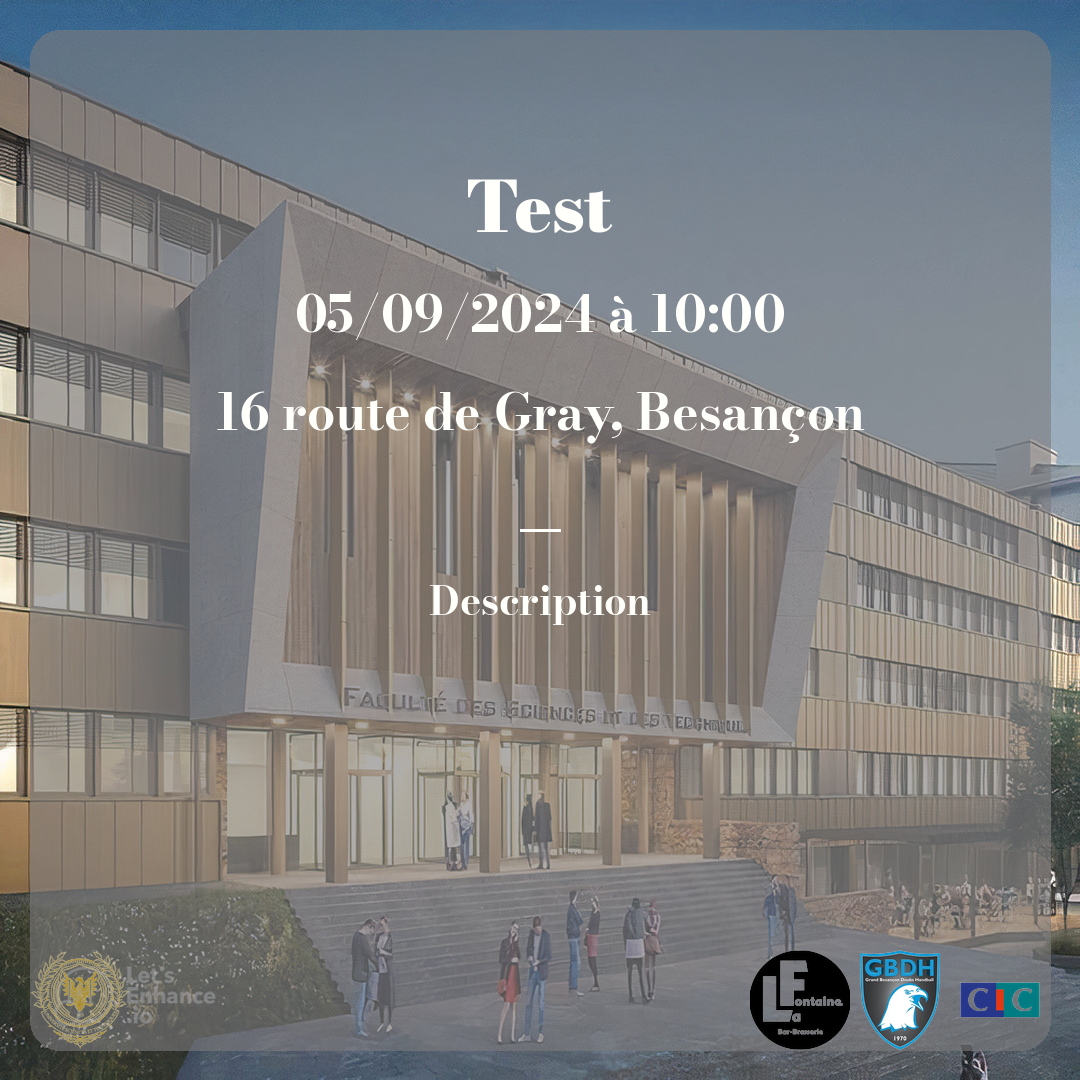 Test
05/09/2024 à 10:00
16 route de Gray, Besançon
Description
FACULTÉ DES SCIENCES ET DES
Let's
Enhance
.io
La Fontaine
Bar-Brasserie
GBDH
Grand Besançon Doubs Handball
1970
CIC